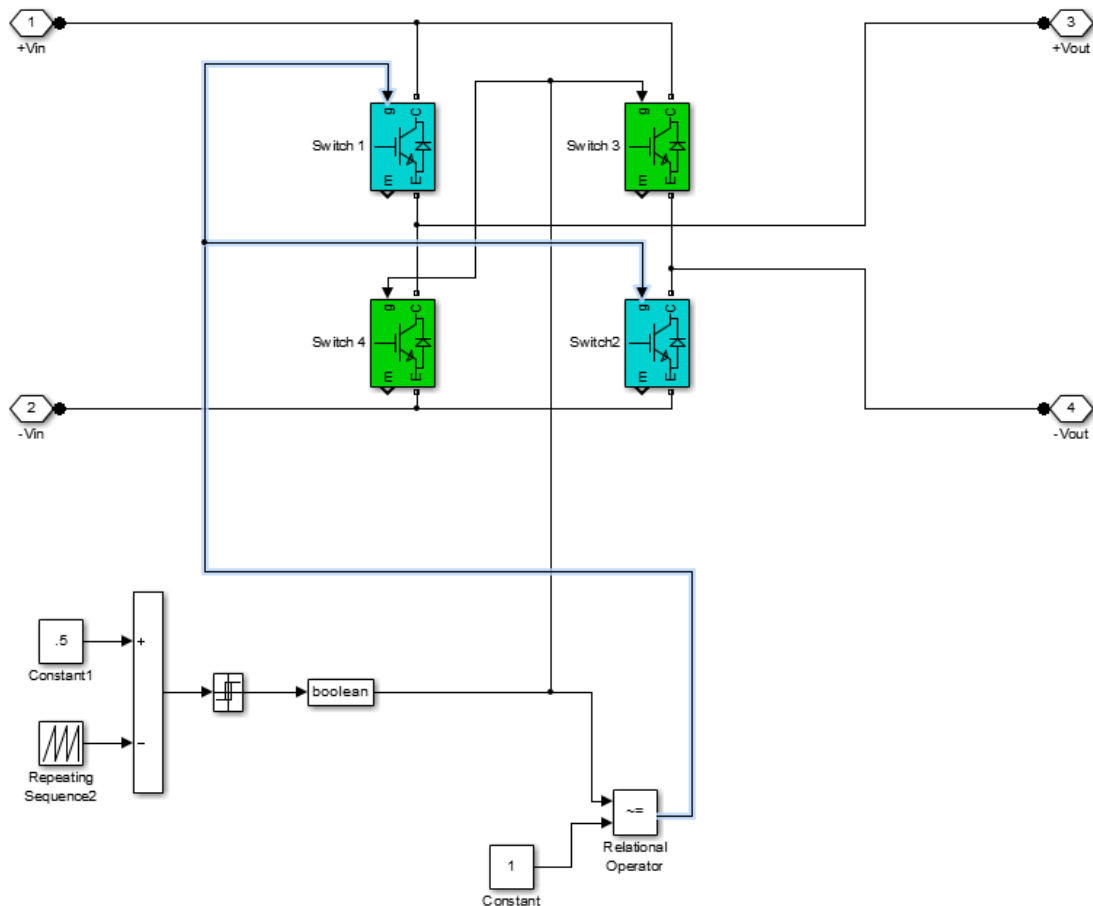 1
+Vin
3
+Vout
g
C
Switch 1
m
E
g
C
Switch 3
m
E
g
C
Switch 4
m
E
g
C
Switch2
m
E
2
-Vin
4
-Vout
.5
Constant1
+
−
boolean
Repeating
Sequence2
~=
Relational
Operator
1
Constant